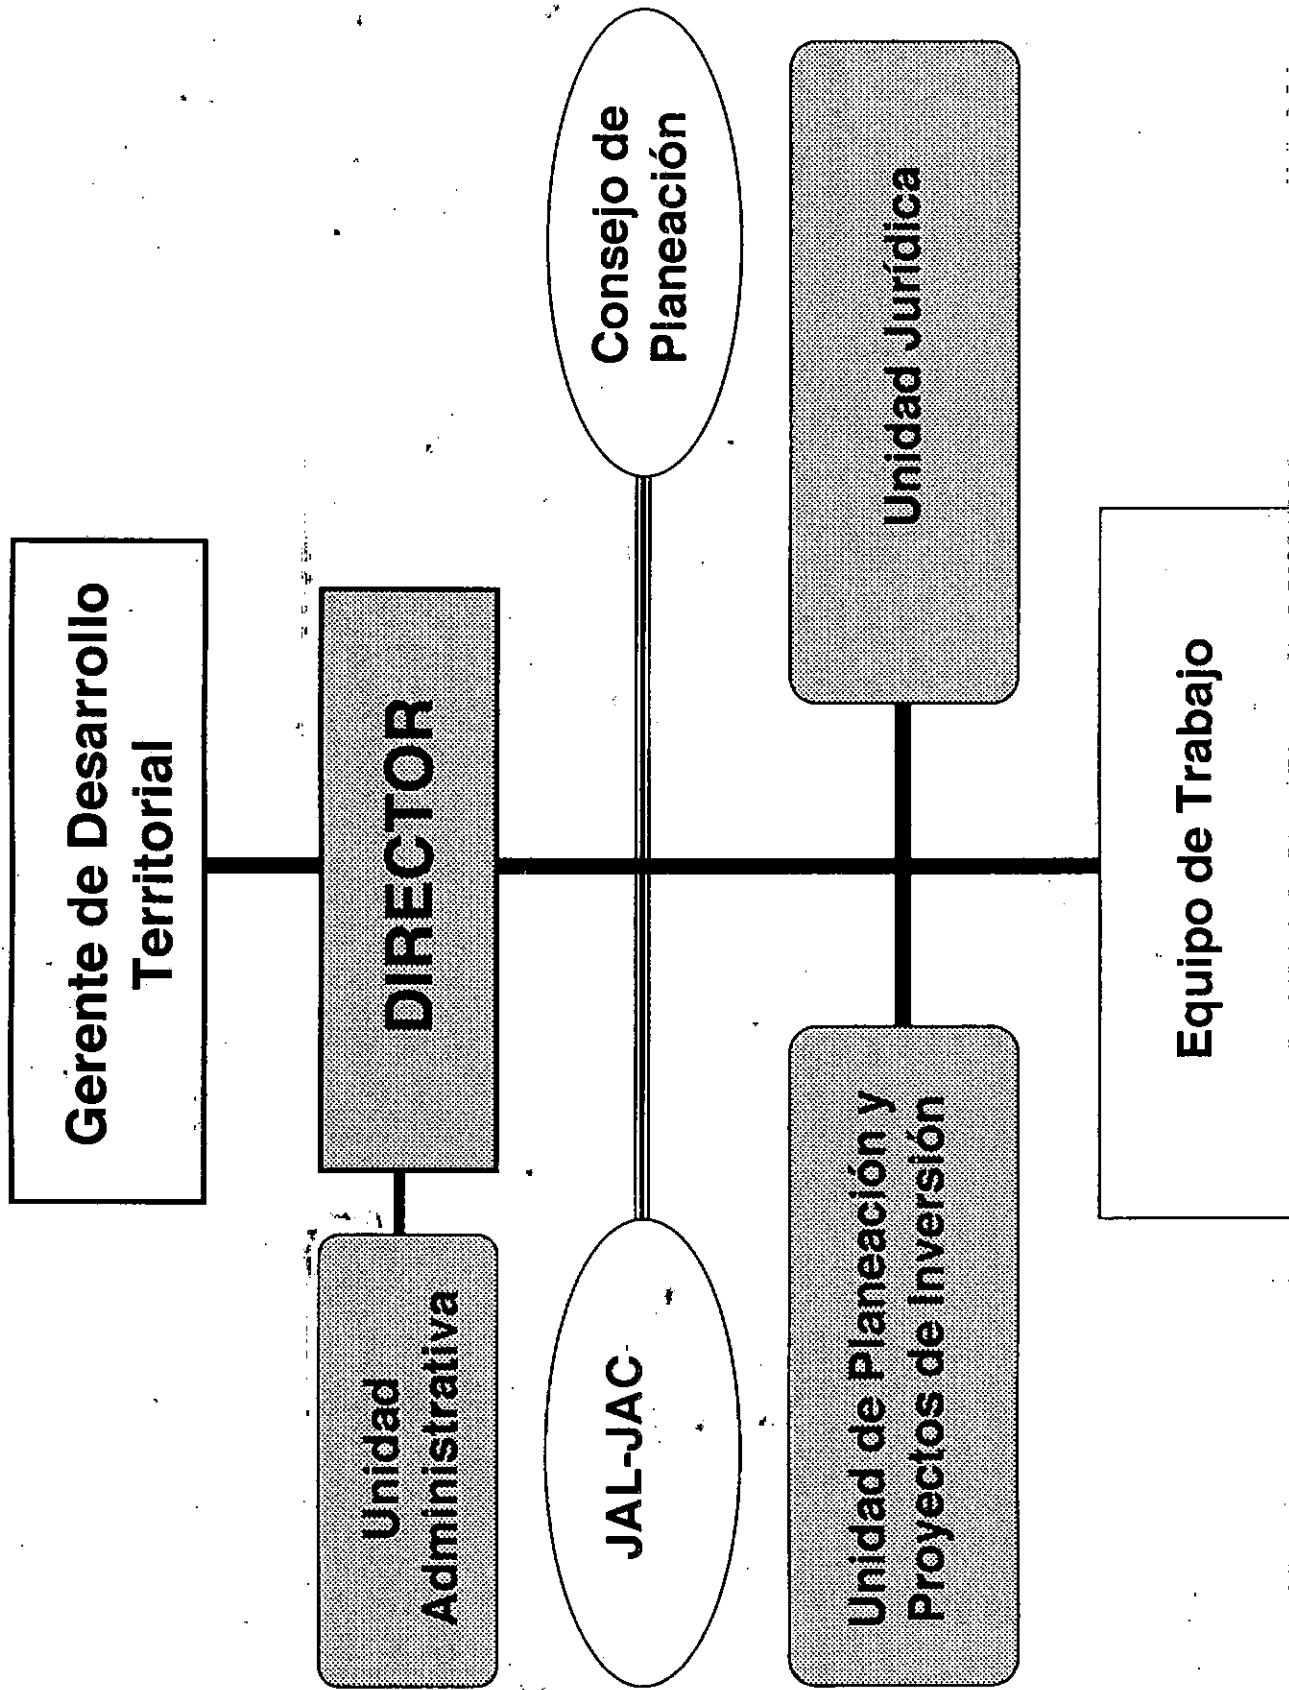 Gerente de Desarrollo
Territorial
Unidad
Administrativa
DIRECTOR
JAL-JAC
Consejo de
Planeación
Unidad de Planeación y
Proyectos de Inversión
Unidad Jurídica
Equipo de Trabajo